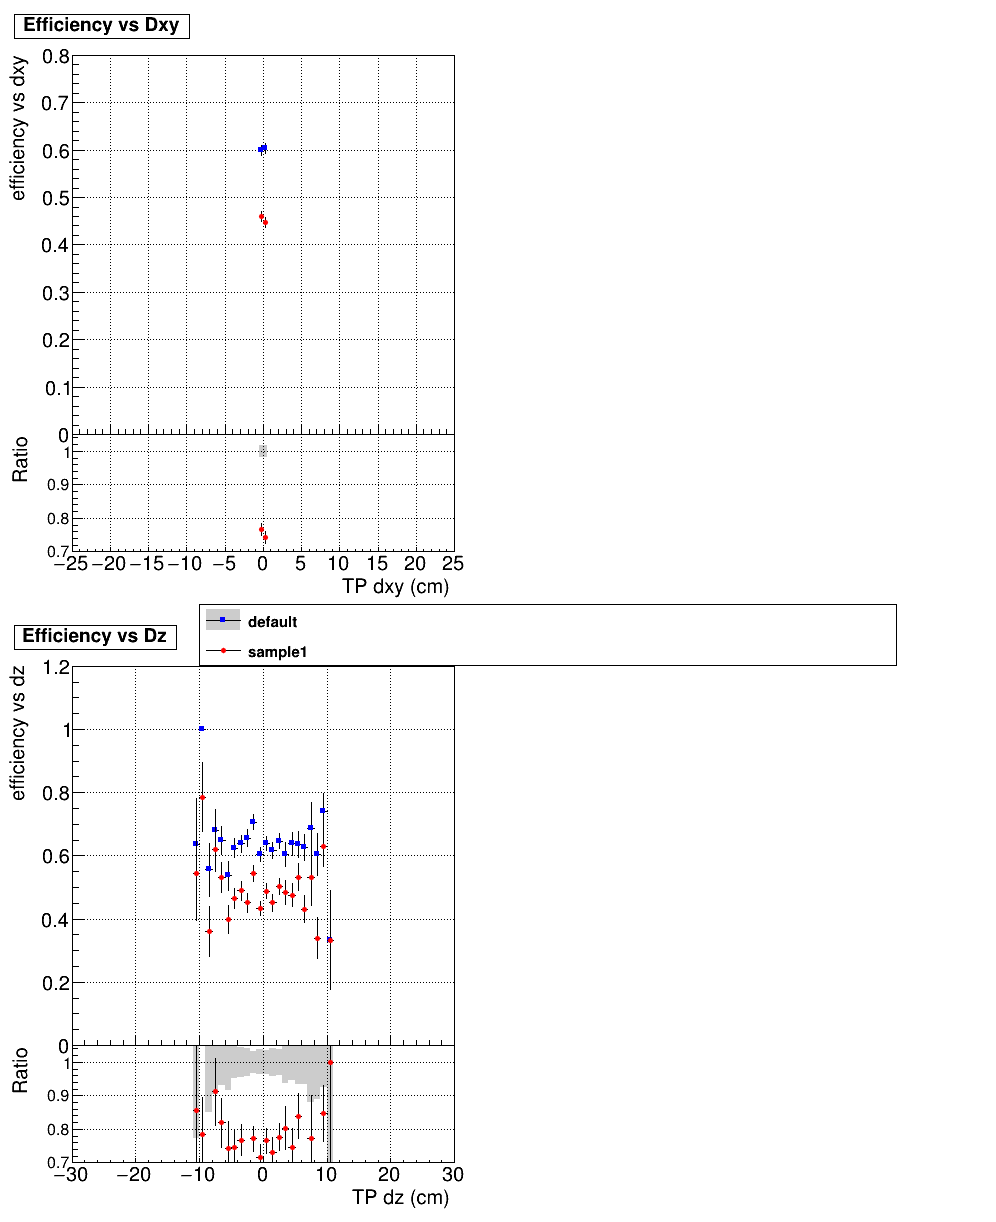 Efficiency vs Dxy
efficiency vs dxy
0.8
0.7
0.6
0.5
0.4
0.3
0.2
0.1
0
Ratio
1
0.9
0.8
0.7
−25 −20 −15 −10 −5 0 5 10 15 20 25
TP dxy (cm)
default
sample1
Efficiency vs Dz
efficiency vs dz
1.2
1
0.8
0.6
0.4
0.2
0
Ratio
1
0.9
0.8
0.7
−30 −20 −10 0 10 20 30
TP dz (cm)